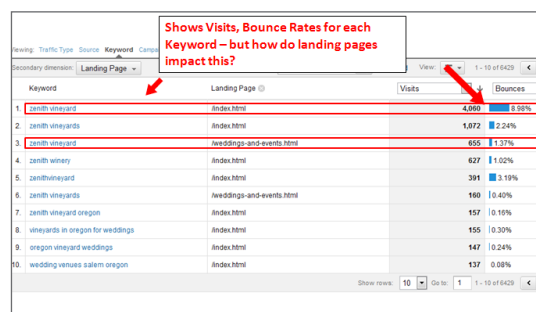 Shows Visits, Bounce Rates for each
Keyword – but how do landing pages
impact this?
Viewing: Traffic Type Source Keyword Campa
Secondary dimension: Landing Page View: 1 - 10 of 6429
Keyword Landing Page Visits Bounces
1. zenith vineyard /index.html 4,060 8.98%
2. zenith vineyards /index.html 1,072 2.24%
3. zenith vineyard /weddings-and-events.html 655 1.37%
4. zenith winery /index.html 627 1.02%
5. zenithvineyard /index.html 391 3.19%
6. zenith vineyards /weddings-and-events.html 160 0.40%
7. zenith vineyard oregon /index.html 157 0.16%
8. vineyards in oregon for weddings /index.html 155 0.30%
9. oregon vineyard weddings /index.html 147 0.24%
10. wedding venues salem oregon /index.html 137 0.08%
Show rows: 10 Go to: 1 1 - 10 of 6429